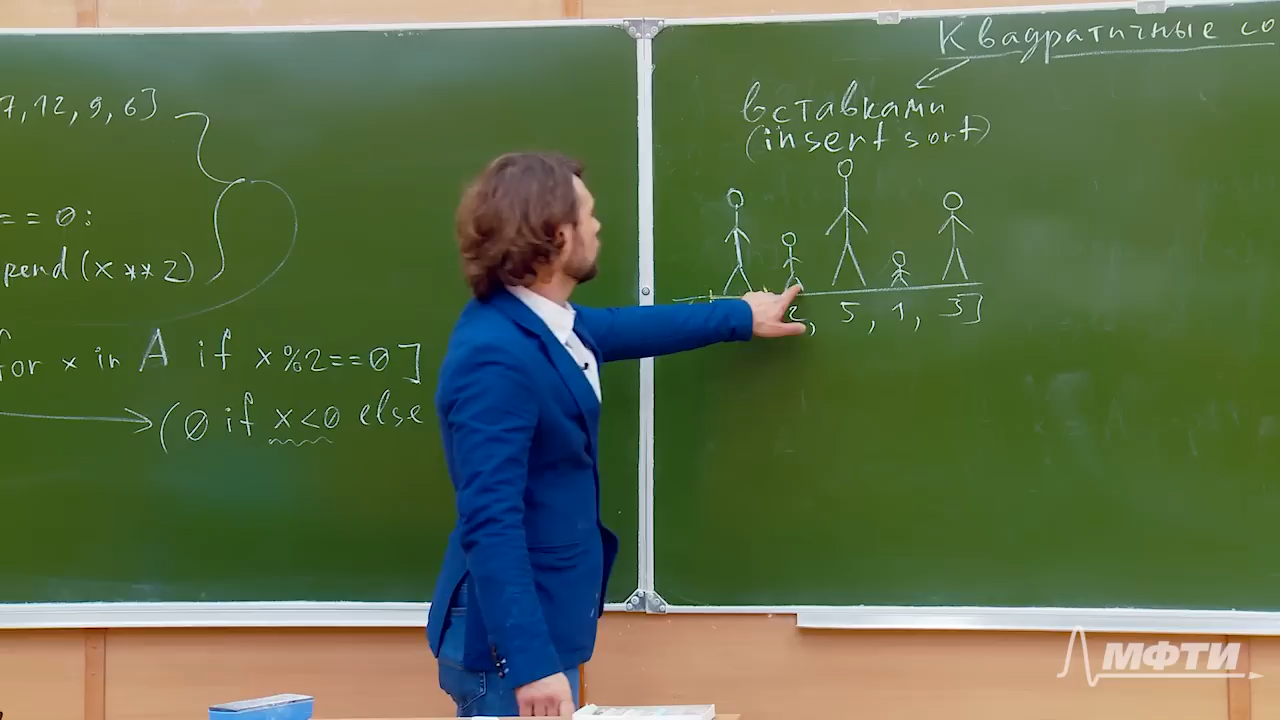 7, 12, 9, 6]
== 0:
pend(x**2)
for x in A if x%2==0]
(0 if x<0 else
Квадратичные со
вставками
(insert sort)
2, 5, 1, 3]
МФТИ